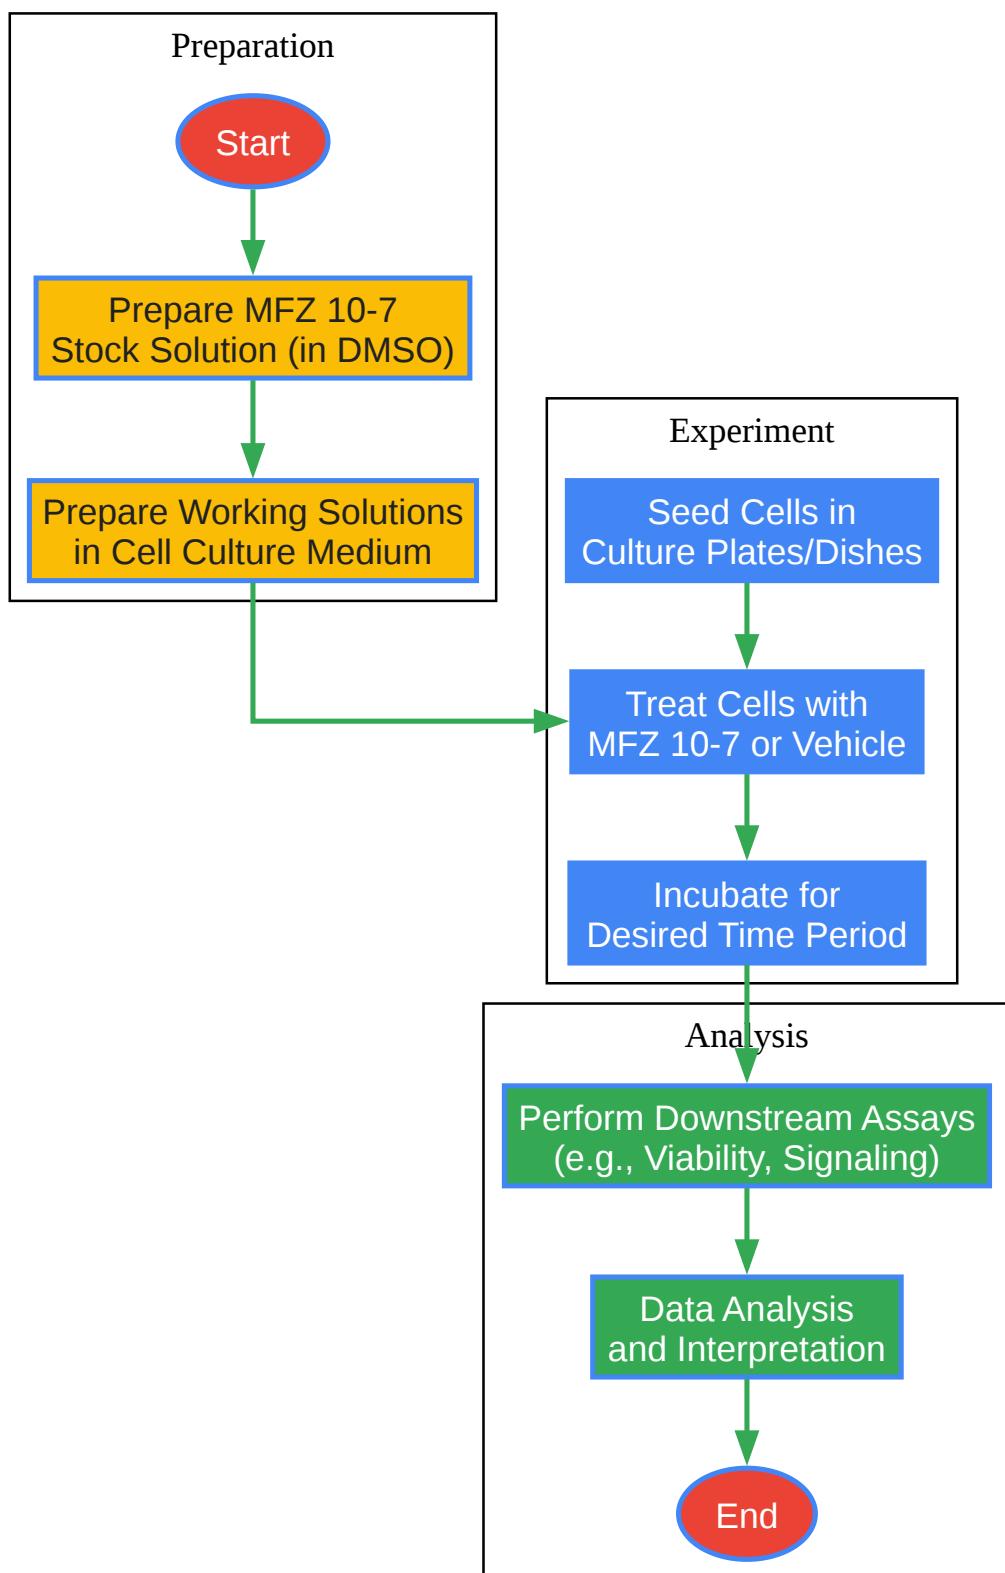 Preparation
Start
Prepare MFZ 10-7
Stock Solution (in DMSO)
Prepare Working Solutions
in Cell Culture Medium
Experiment
Seed Cells in
Culture Plates/Dishes
Treat Cells with
MFZ 10-7 or Vehicle
Incubate for
Desired Time Period
Analysis
Perform Downstream Assays
(e.g., Viability, Signaling)
Data Analysis
and Interpretation
End